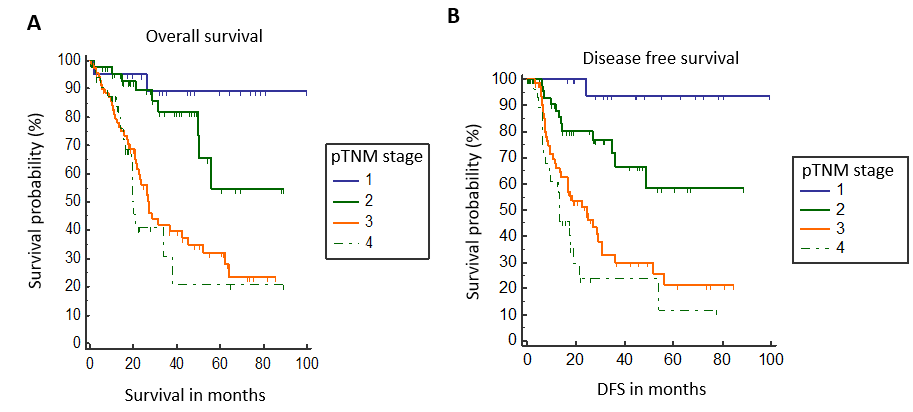 A
Overall survival
100
90
80
70
60
50
40
30
20
10
0
Survival probability (%)
0 20 40 60 80 100
Survival in months
pTNM stage
1
2
3
4
B
Disease free survival
100
90
80
70
60
50
40
30
20
10
0
Survival probability (%)
0 20 40 60 80 100
DFS in months
pTNM stage
1
2
3
4